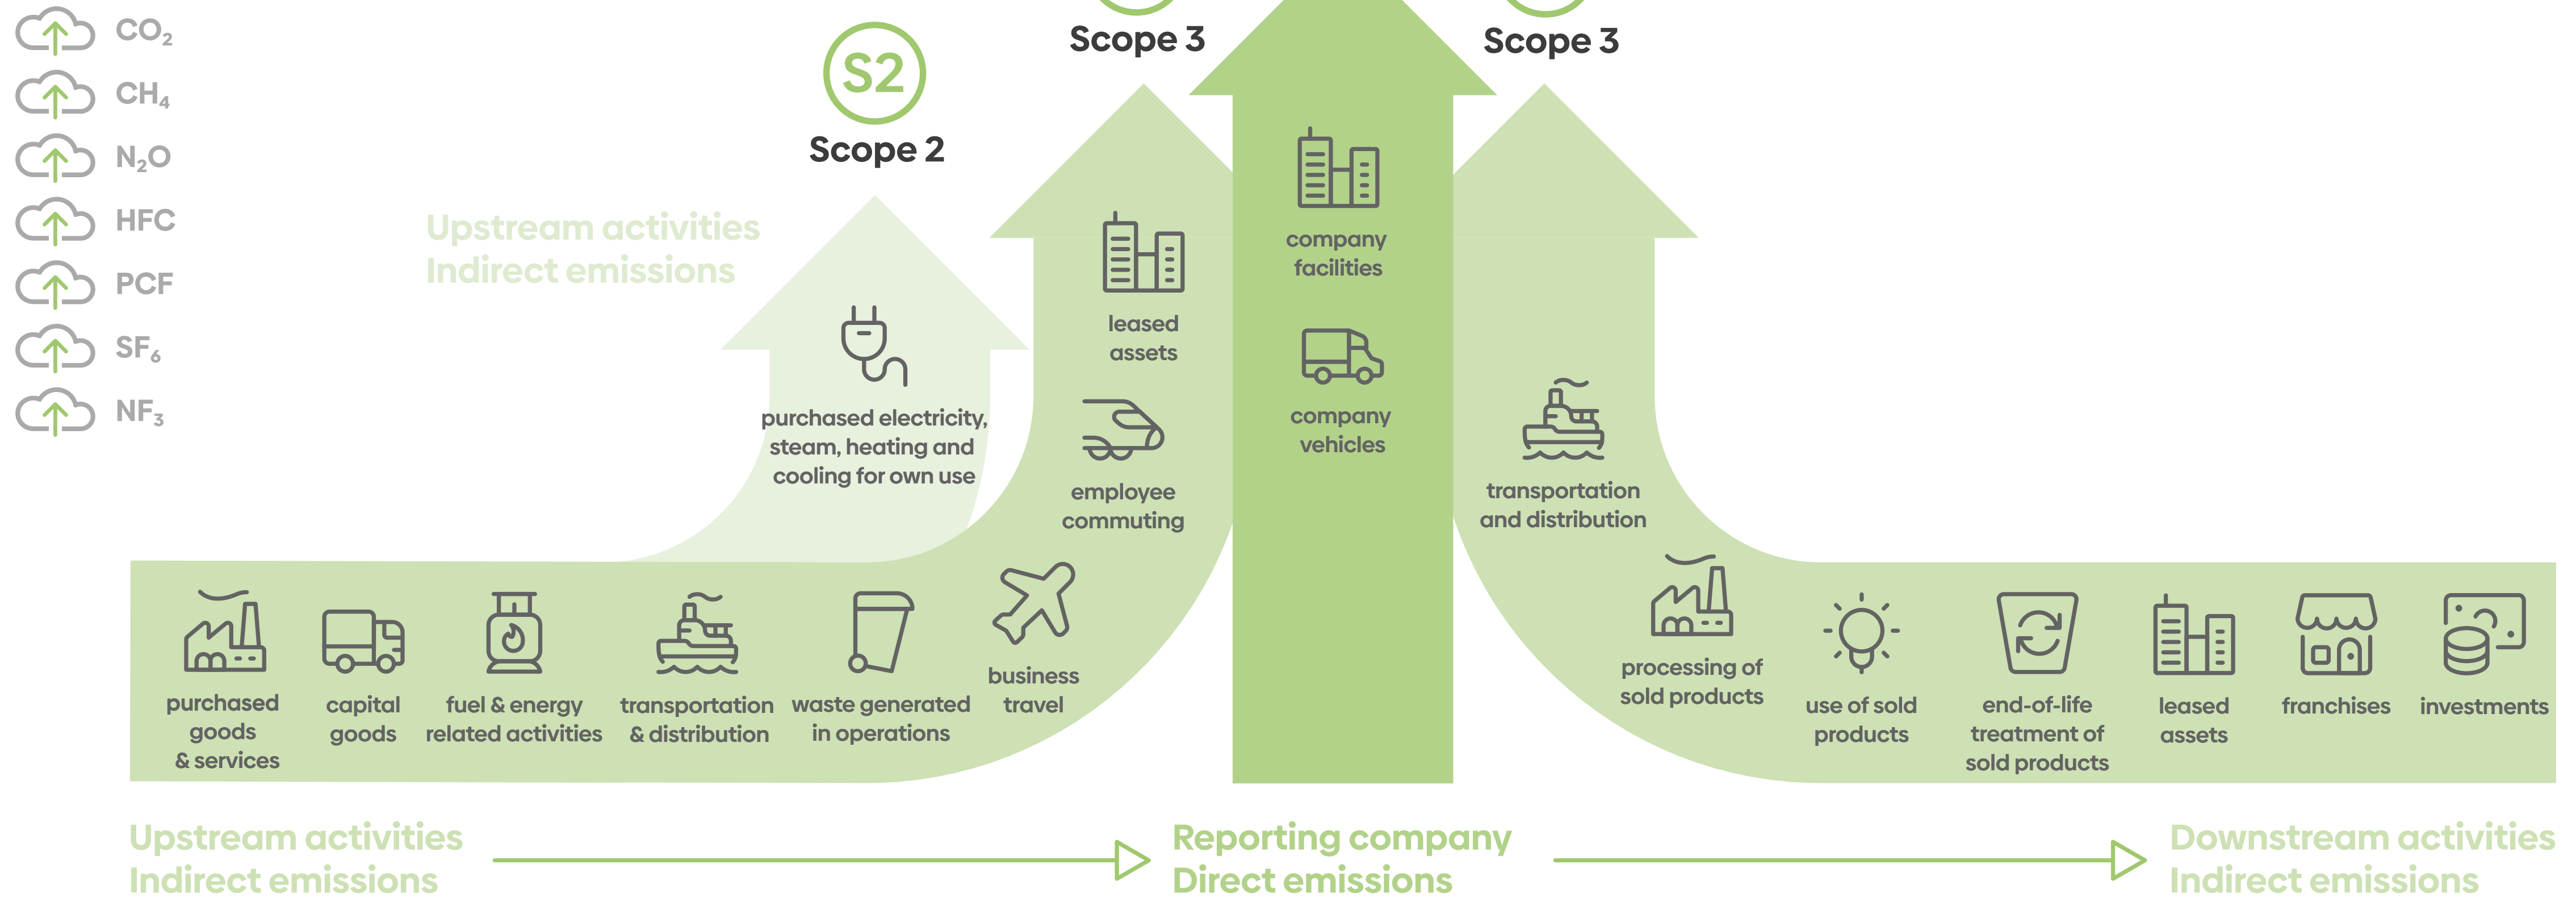 CO₂
CH₄
N₂O
HFC
PCF
SF₆
NF₃
S2
Scope 2
Scope 3
Scope 3
Upstream activities
Indirect emissions
purchased electricity,
steam, heating and
cooling for own use
leased
assets
employee
commuting
business
travel
company
facilities
company
vehicles
transportation
and distribution
processing of
sold products
purchased
goods
& services
capital
goods
fuel & energy
related activities
transportation
& distribution
waste generated
in operations
use of sold
products
end-of-life
treatment of
sold products
leased
assets
franchises
investments
Upstream activities
Indirect emissions
Reporting company
Direct emissions
Downstream activities
Indirect emissions